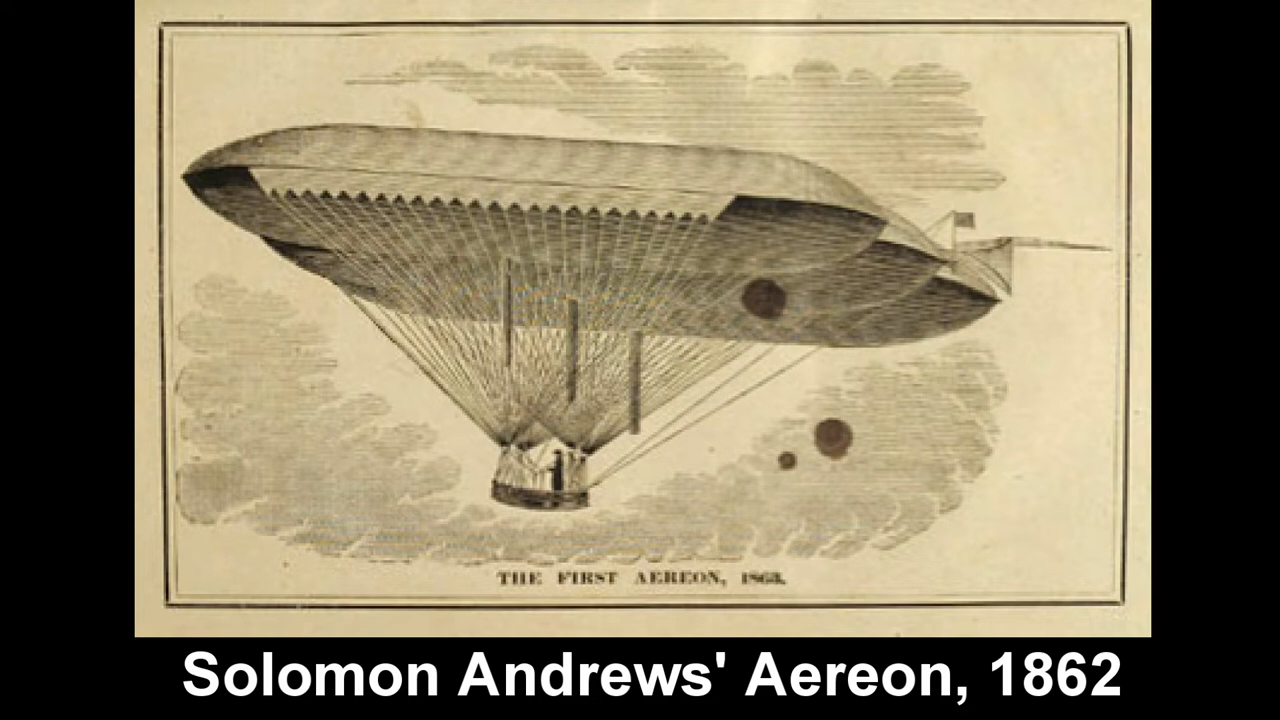 THE FIRST AEREON, 1863.
Solomon Andrews' Aereon, 1862